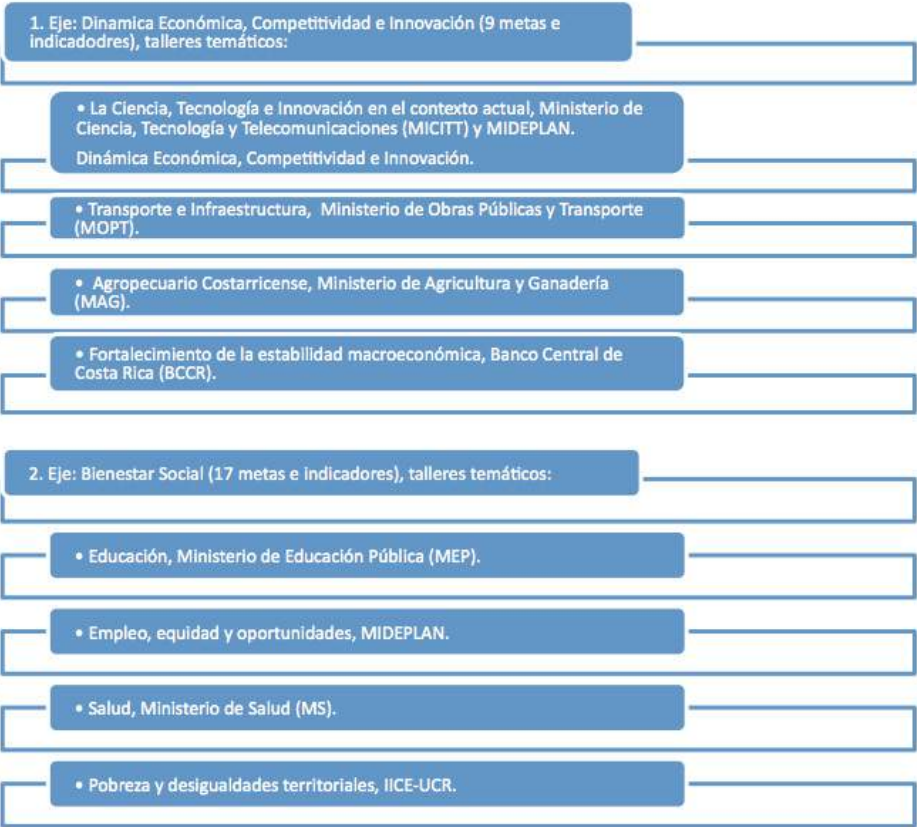 1. Eje: Dinamica Económica, Competitividad e Innovación (9 metas e
indicadodres), talleres temáticos:
• La Ciencia, Tecnología e Innovación en el contexto actual, Ministerio de
Ciencia, Tecnología y Telecomunicaciones (MICITT) y MIDEPLAN.
Dinámica Económica, Competitividad e Innovación.
• Transporte e Infraestructura, Ministerio de Obras Públicas y Transporte
(MOPT).
• Agropecuario Costarricense, Ministerio de Agricultura y Ganadería
(MAG).
• Fortalecimiento de la estabilidad macroeconómica, Banco Central de
Costa Rica (BCCR).
2. Eje: Bienestar Social (17 metas e indicadores), talleres temáticos:
• Educación, Ministerio de Educación Pública (MEP).
• Empleo, equidad y oportunidades, MIDEPLAN.
• Salud, Ministerio de Salud (MS).
• Pobreza y desigualdades territoriales, IICE-UCR.